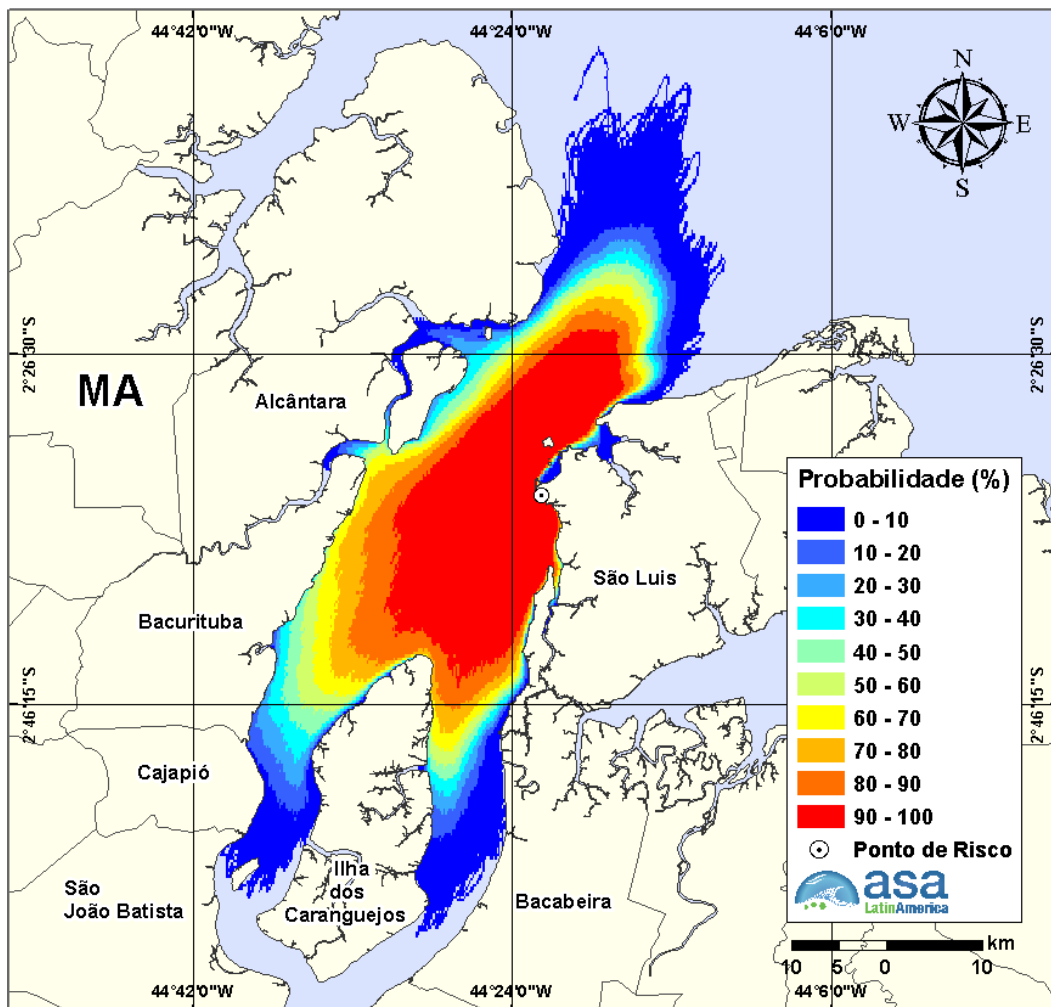 44°42'0"W
44°24'0"W
44°6'0"W
N
W
E
S
2°26'30"S
2°26'30"S
MA
Alcântara
Bacurituba
São Luis
2°46'15"S
2°46'15"S
Cajapió
São
João Batista
Ilha
dos
Caranguejos
Bacabeira
Probabilidade (%)
0 - 10
10 - 20
20 - 30
30 - 40
40 - 50
50 - 60
60 - 70
70 - 80
80 - 90
90 - 100
Ponto de Risco
asa
LatinAmerica
km
10 5 0 10
44°42'0"W
44°24'0"W
44°6'0"W